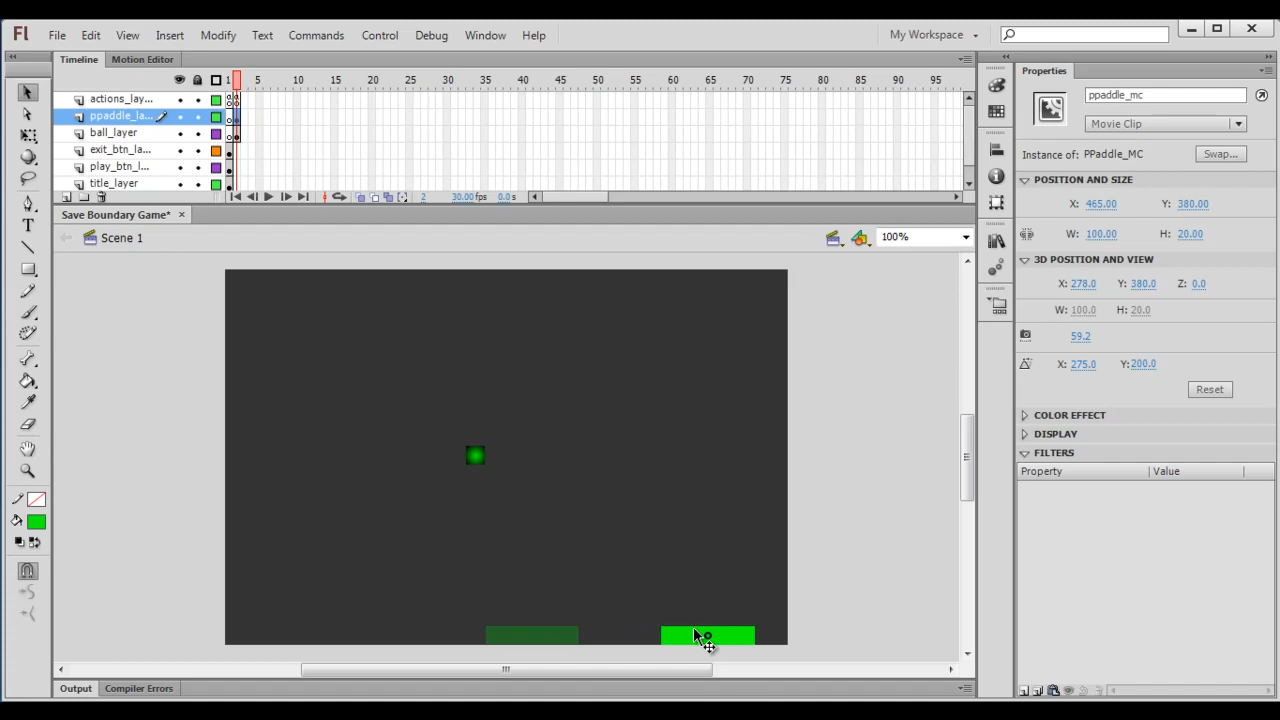 Fl File Edit View Insert Modify Text Commands Control Debug Window Help My Workspace
Timeline Motion Editor
Properties
1 5 10 15 20 25 30 35 40 45 50 55 60 65 70 75 80 85 90 95
actions_lay...
ppaddle_la...
ball_layer
exit_btn_la...
play_btn_l...
title_layer
2 30.00fps 0.0s
Save Boundary Game*
Scene 1
100%
ppaddle_mc
Movie Clip
Instance of: PPaddle_MC Swap...
POSITION AND SIZE
X: 465.00 Y: 380.00
W: 100.00 H: 20.00
3D POSITION AND VIEW
X: 278.0 Y: 380.0 Z: 0.0
W: 100.0 H: 20.0
59.2
X: 275.0 Y: 200.0
Reset
COLOR EFFECT
DISPLAY
FILTERS
Property Value
Output Compiler Errors